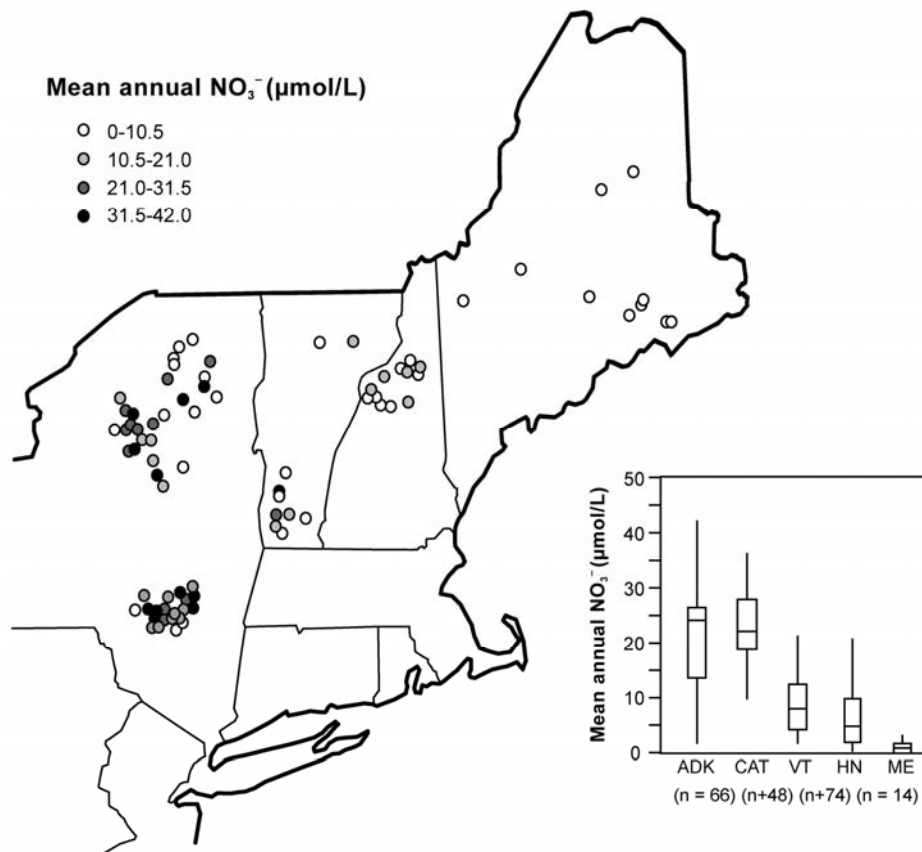 Mean annual NO₃⁻ (µmol/L)
0-10.5
10.5-21.0
21.0-31.5
31.5-42.0
Mean annual NO₃⁻ (µmol/L)
50
40
30
20
10
0
ADK CAT VT HN ME
(n = 66) (n+48) (n+74) (n = 14)